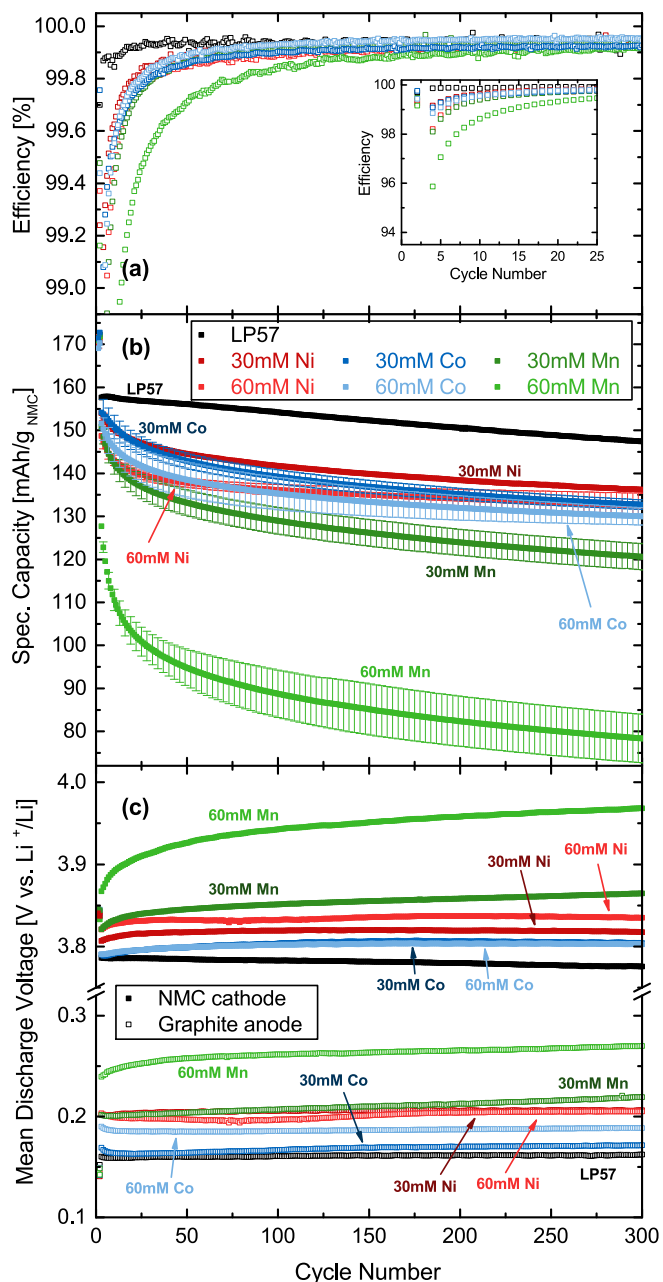 100.0
99.8
99.6
99.4
99.2
99.0
Efficiency [%]
(a)
100
98
96
94
Efficiency
0 5 10 15 20 25
Cycle Number
170
160
150
140
130
120
110
100
90
80
Spec. Capacity [mAh/gNMC]
(b)
LP57
30mM Ni 30mM Co 30mM Mn
60mM Ni 60mM Co 60mM Mn
LP57
30mM Co
30mM Ni
60mM Ni
30mM Mn
60mM Co
60mM Mn
4.0
3.9
3.8
0.3
0.2
0.1
Mean Discharge Voltage [V vs. Li +/Li]
(c)
60mM Mn
30mM Ni
60mM Ni
30mM Mn
30mM Co
60mM Co
NMC cathode
Graphite anode
60mM Mn
30mM Co
30mM Mn
60mM Co
30mM Ni
60mM Ni
LP57
0 50 100 150 200 250 300
Cycle Number